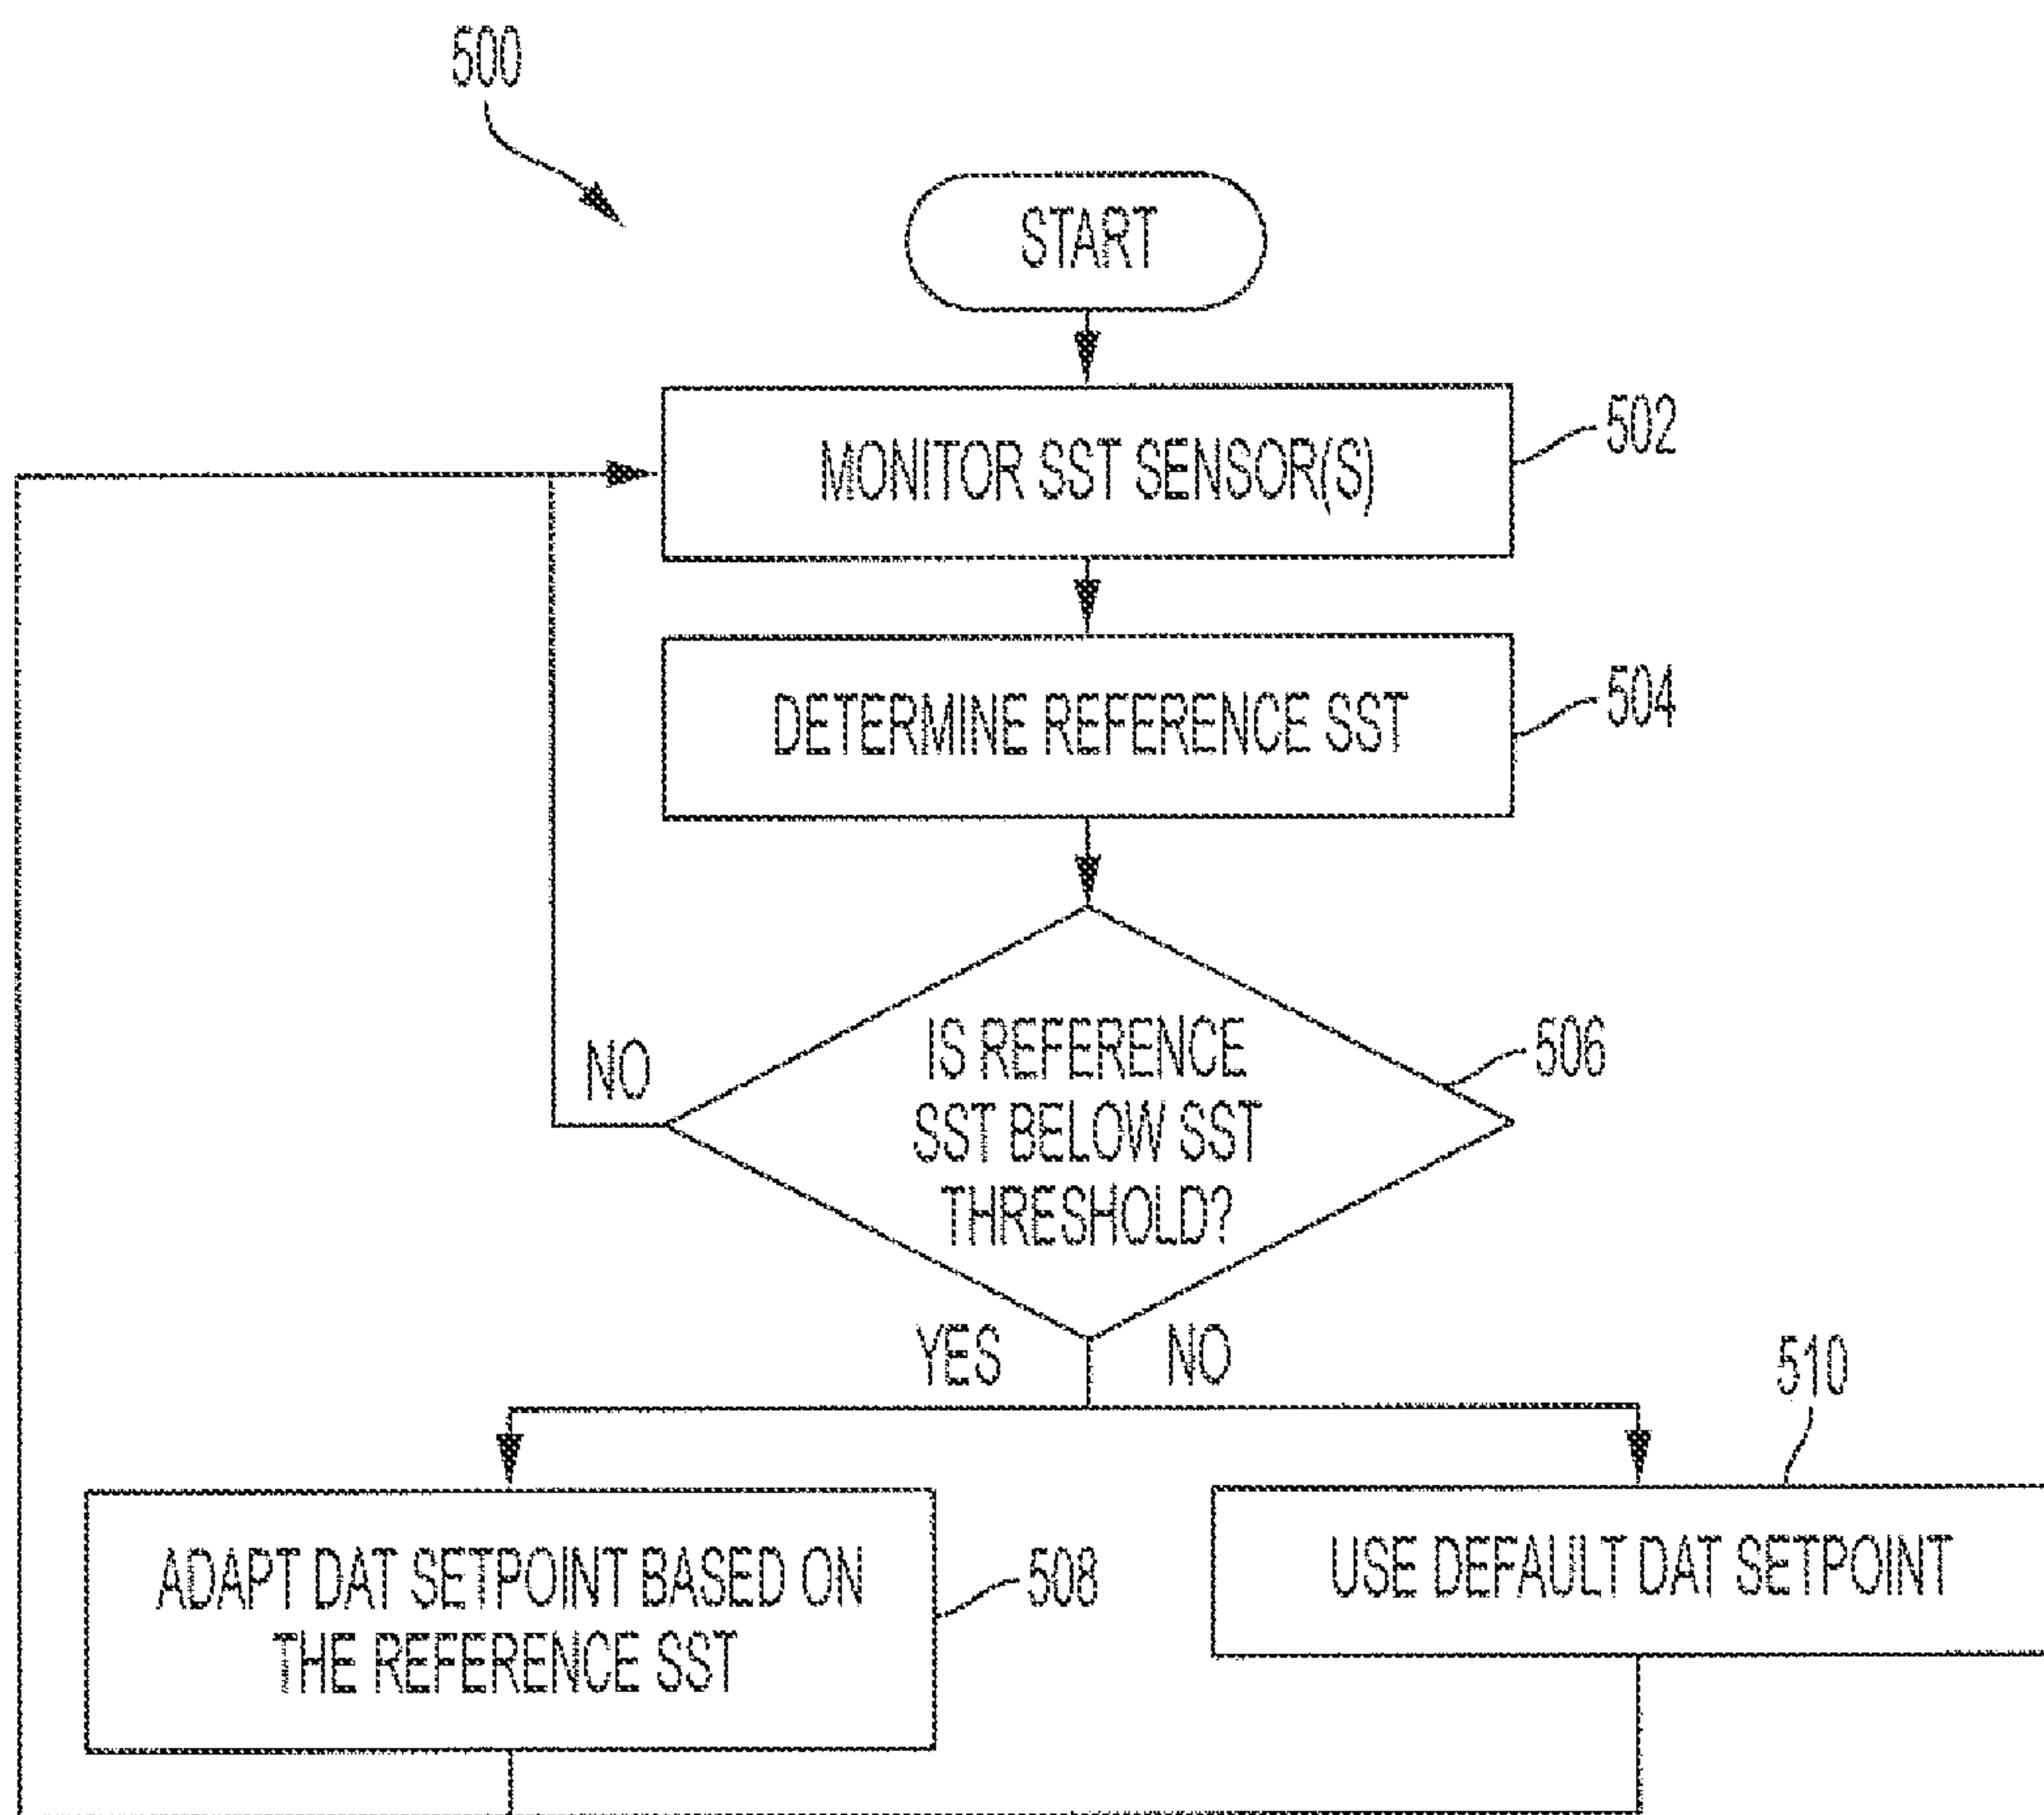 500
START
MONITOR SST SENSOR(S)
502
DETERMINE REFERENCE SST
504
IS REFERENCE
SST BELOW SST
THRESHOLD?
506
NO
YES
NO
510
ADAPT DAT SETPOINT BASED ON
THE REFERENCE SST
508
USE DEFAULT DAT SETPOINT